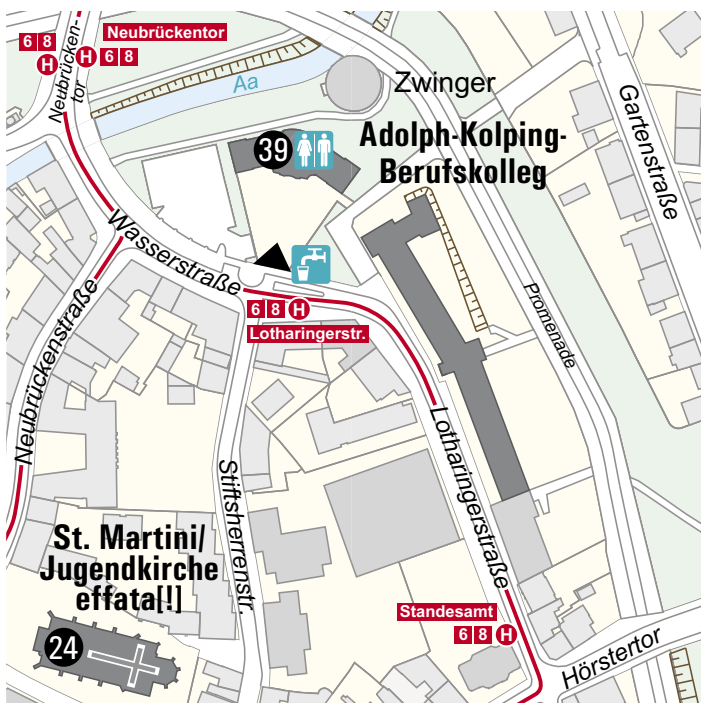 Neubrückentor
6 8
H
H 6 8
Neubrücken-
tor
Aa
Zwinger
Adolph-Kolping-
Berufskolleg
39
Gartenstraße
Wasserstraße
Promenade
6 8 H
Lotharingerstr.
Neubrückenstraße
Lotharingerstraße
Stiftsherrenstr.
St. Martini/
Jugendkirche
effata[!]
24
Standesamt
6 8 H
Hörstertor